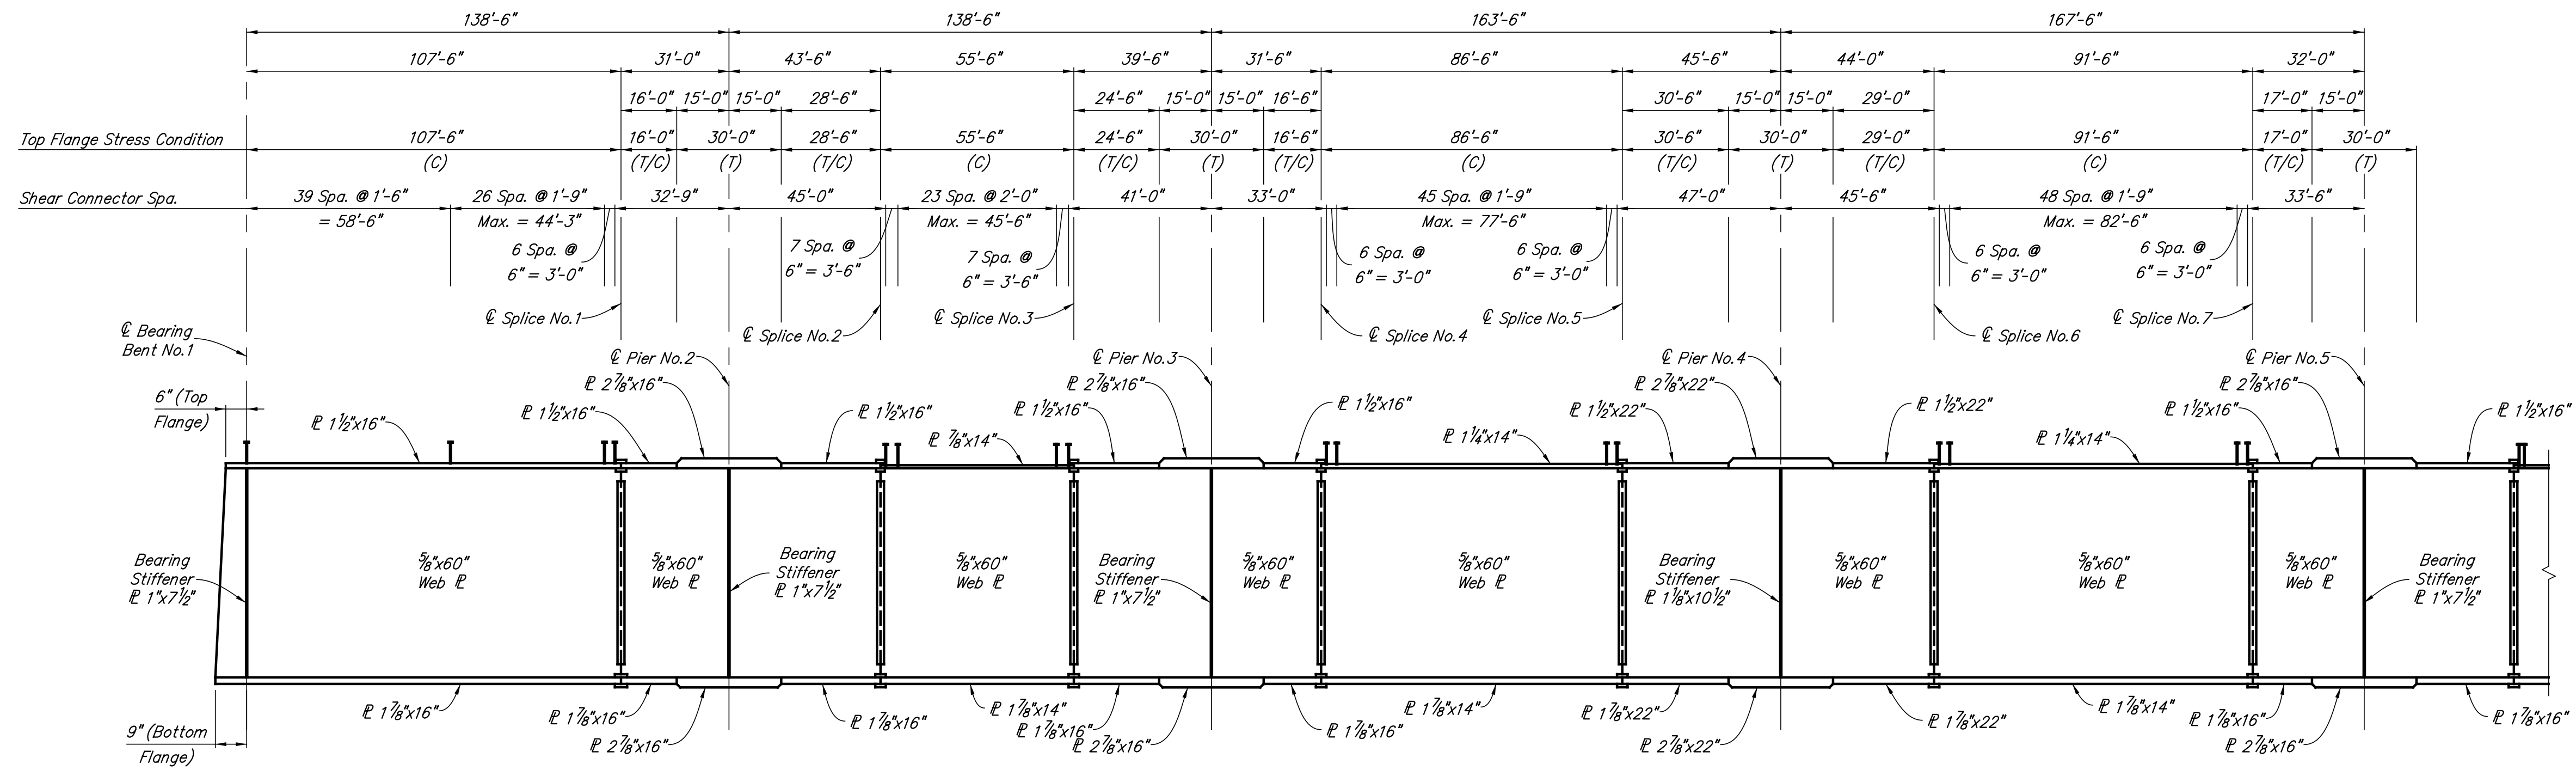 138'-6" 138'-6" 163'-6" 167'-6"
107'-6" 31'-0" 43'-6" 55'-6" 39'-6" 31'-6" 86'-6" 45'-6" 44'-0" 91'-6" 32'-0"
16'-0" 15'-0" 15'-0" 28'-6" 24'-6" 15'-0" 15'-0" 16'-6" 30'-6" 15'-0" 15'-0" 29'-0" 17'-0" 15'-0"
Top Flange Stress Condition 107'-6" 16'-0" 30'-0" 28'-6" 55'-6" 24'-6" 30'-0" 16'-6" 86'-6" 30'-6" 30'-0" 29'-0" 91'-6" 17'-0" 30'-0"
(C) (T/C) (T) (T/C) (C) (T/C) (T) (T/C) (C) (T/C) (T) (T/C) (C) (T/C) (T)
Shear Connector Spa. 39 Spa. @ 1'-6" 26 Spa. @ 1'-9" 32'-9" 45'-0" 23 Spa. @ 2'-0" 41'-0" 33'-0" 45 Spa. @ 1'-9" 47'-0" 45'-6" 48 Spa. @ 1'-9" 33'-6"
= 58'-6" Max. = 44'-3" Max. = 45'-6" Max. = 77'-6" Max. = 82'-6"
6 Spa. @ 7 Spa. @ 7 Spa. @ 6 Spa. @ 6 Spa. @ 6 Spa. @ 6 Spa. @
6" = 3'-0" 6" = 3'-6" 6" = 3'-6" 6" = 3'-0" 6" = 3'-0" 6" = 3'-0" 6" = 3'-0"
℄ Splice No.1 ℄ Splice No.2 ℄ Splice No.3 ℄ Splice No.4 ℄ Splice No.5 ℄ Splice No.6 ℄ Splice No.7
℄ Bearing
Bent No.1
℄ Pier No.2 ℄ Pier No.3 ℄ Pier No.4 ℄ Pier No.5
℄ 2⅞"x16" ℄ 2⅞"x16" ℄ 2⅞"x22" ℄ 2⅞"x16"
6" (Top
Flange)
℄ 1½"x16" ℄ 1½"x16" ℄ 1½"x16" ℄ ⅞"x14" ℄ 1½"x16" ℄ 1½"x16" ℄ 1¼"x14" ℄ 1½"x22" ℄ 1½"x22" ℄ 1¼"x14" ℄ 1½"x16" ℄ 1½"x16"
Bearing ⅝"x60" ⅝"x60" Bearing ⅝"x60" Bearing ⅝"x60" ⅝"x60" Bearing ⅝"x60" ⅝"x60" ⅝"x60" Bearing
Stiffener Web ℄ Web ℄ Stiffener Web ℄ Stiffener Web ℄ Web ℄ Stiffener Web ℄ Web ℄ Web ℄ Stiffener
℄ 1"x7½" ℄ 1"x7½" ℄ 1"x7½" ℄ 1⅛"x10½" ℄ 1"x7½"
℄ 1⅞"x16" ℄ 1⅞"x16" ℄ 1⅞"x16" ℄ 1⅞"x14" ℄ 1⅞"x16" ℄ 1⅞"x16" ℄ 1⅞"x14" ℄ 1⅞"x22" ℄ 1⅞"x22" ℄ 1⅞"x14" ℄ 1⅞"x16" ℄ 1⅞"x16"
9" (Bottom
Flange)
℄ 2⅞"x16" ℄ 2⅞"x16" ℄ 2⅞"x22" ℄ 2⅞"x16"